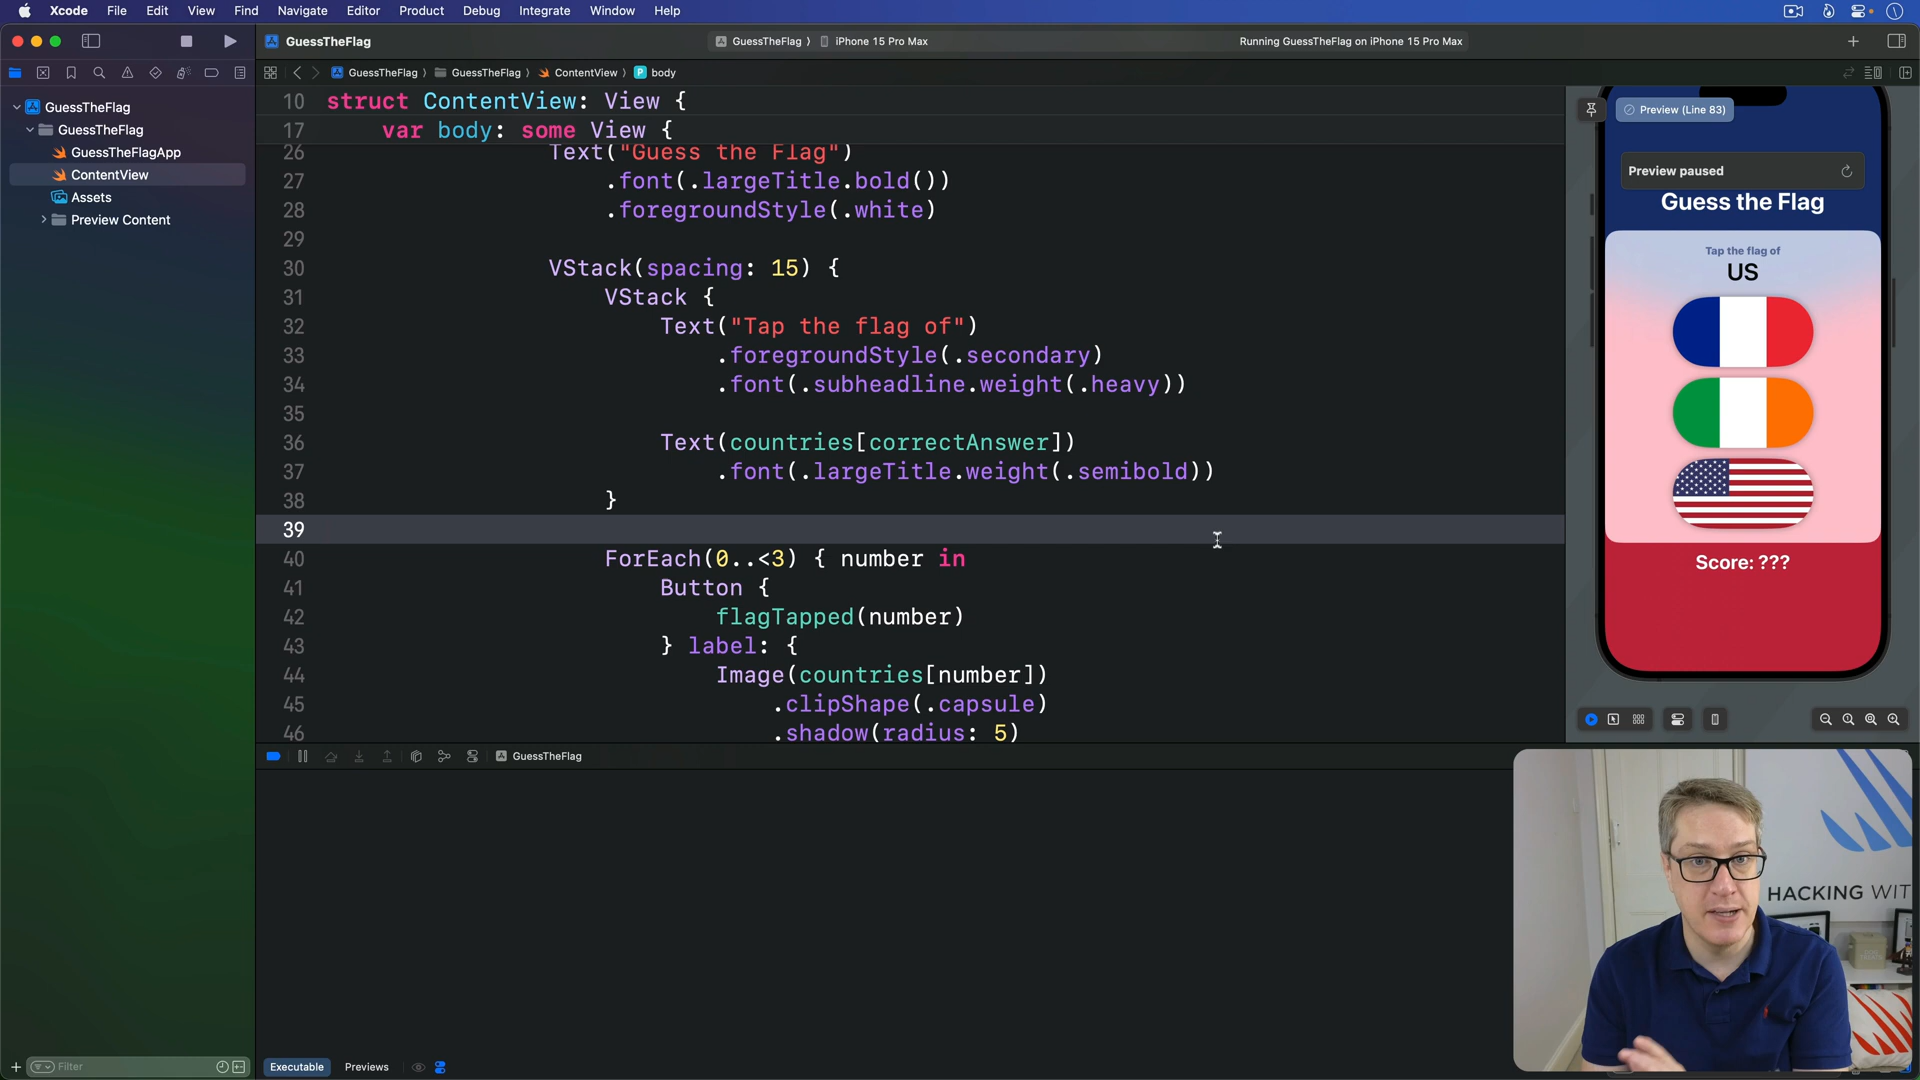 Xcode File Edit View Find Navigate Editor Product Debug Integrate Window Help
GuessTheFlag GuessTheFlag 〉 iPhone 15 Pro Max Running GuessTheFlag on iPhone 15 Pro Max
GuessTheFlag 〉 GuessTheFlag 〉 ContentView 〉 P body
GuessTheFlag
GuessTheFlag
GuessTheFlagApp
ContentView
Assets
Preview Content
10 struct ContentView: View {
17 var body: some View {
26 Text("Guess the Flag")
27 .font(.largeTitle.bold())
28 .foregroundStyle(.white)
29
30 VStack(spacing: 15) {
31 VStack {
32 Text("Tap the flag of")
33 .foregroundStyle(.secondary)
34 .font(.subheadline.weight(.heavy))
35
36 Text(countries[correctAnswer])
37 .font(.largeTitle.weight(.semibold))
38 }
39
40 ForEach(0..<3) { number in
41 Button {
42 flagTapped(number)
43 } label: {
44 Image(countries[number])
45 .clipShape(.capsule)
46 .shadow(radius: 5)
Preview (Line 83)
Preview paused
Guess the Flag
Tap the flag of
US
Score: ???
GuessTheFlag
HACKING WIT
Filter
Executable Previews